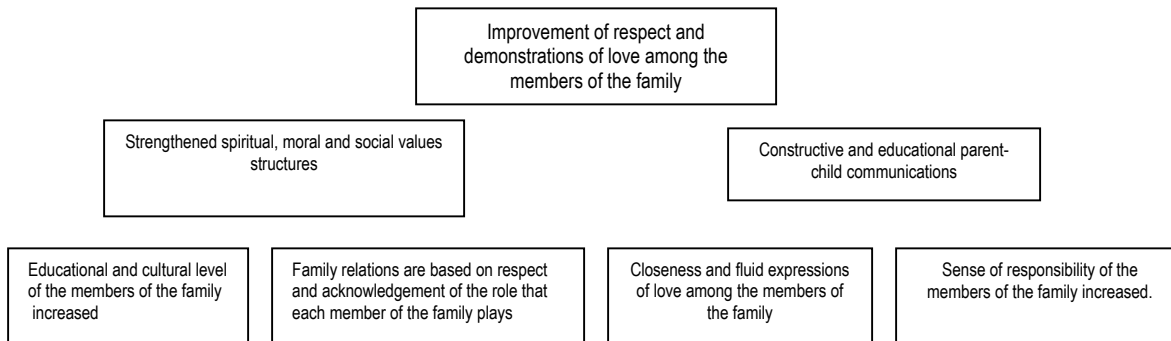 Improvement of respect and
demonstrations of love among the
members of the family
Strengthened spiritual, moral and social values
structures
Constructive and educational parent-
child communications
Educational and cultural level
of the members of the family
increased
Family relations are based on respect
and acknowledgement of the role that
each member of the family plays
Closeness and fluid expressions
of love among the members of
the family
Sense of responsibility of the
members of the family increased.